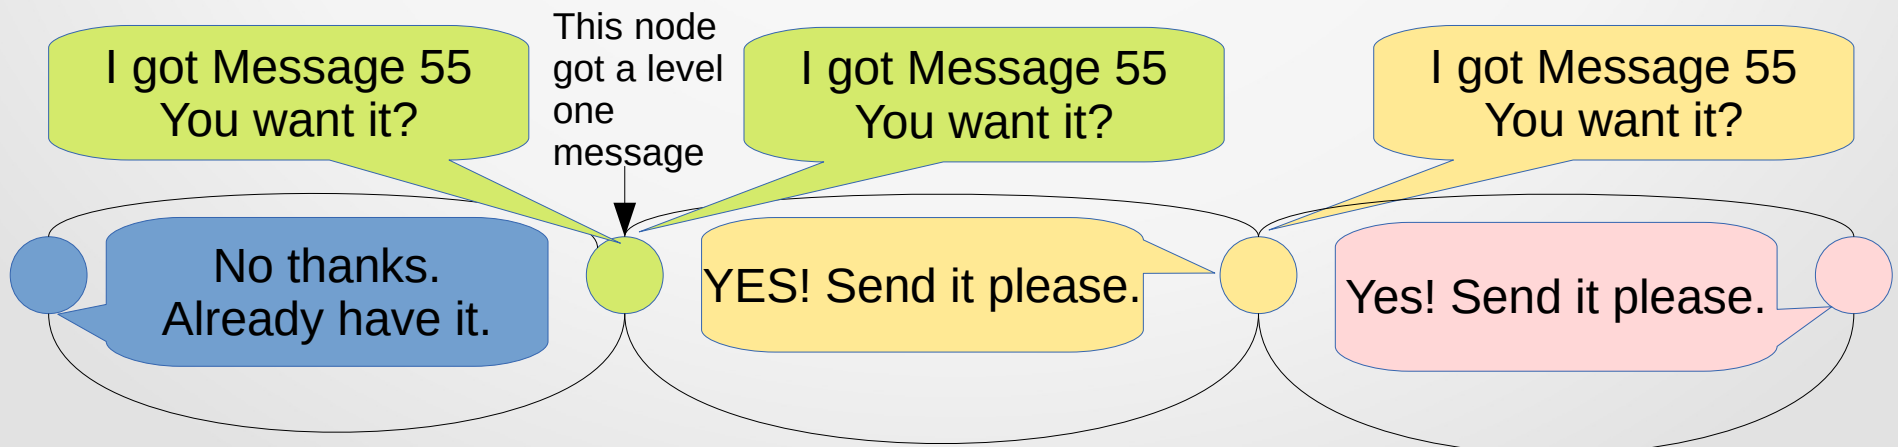 I got Message 55
You want it?
This node
got a level
one
message
I got Message 55
You want it?
I got Message 55
You want it?
No thanks.
Already have it.
YES! Send it please.
Yes! Send it please.